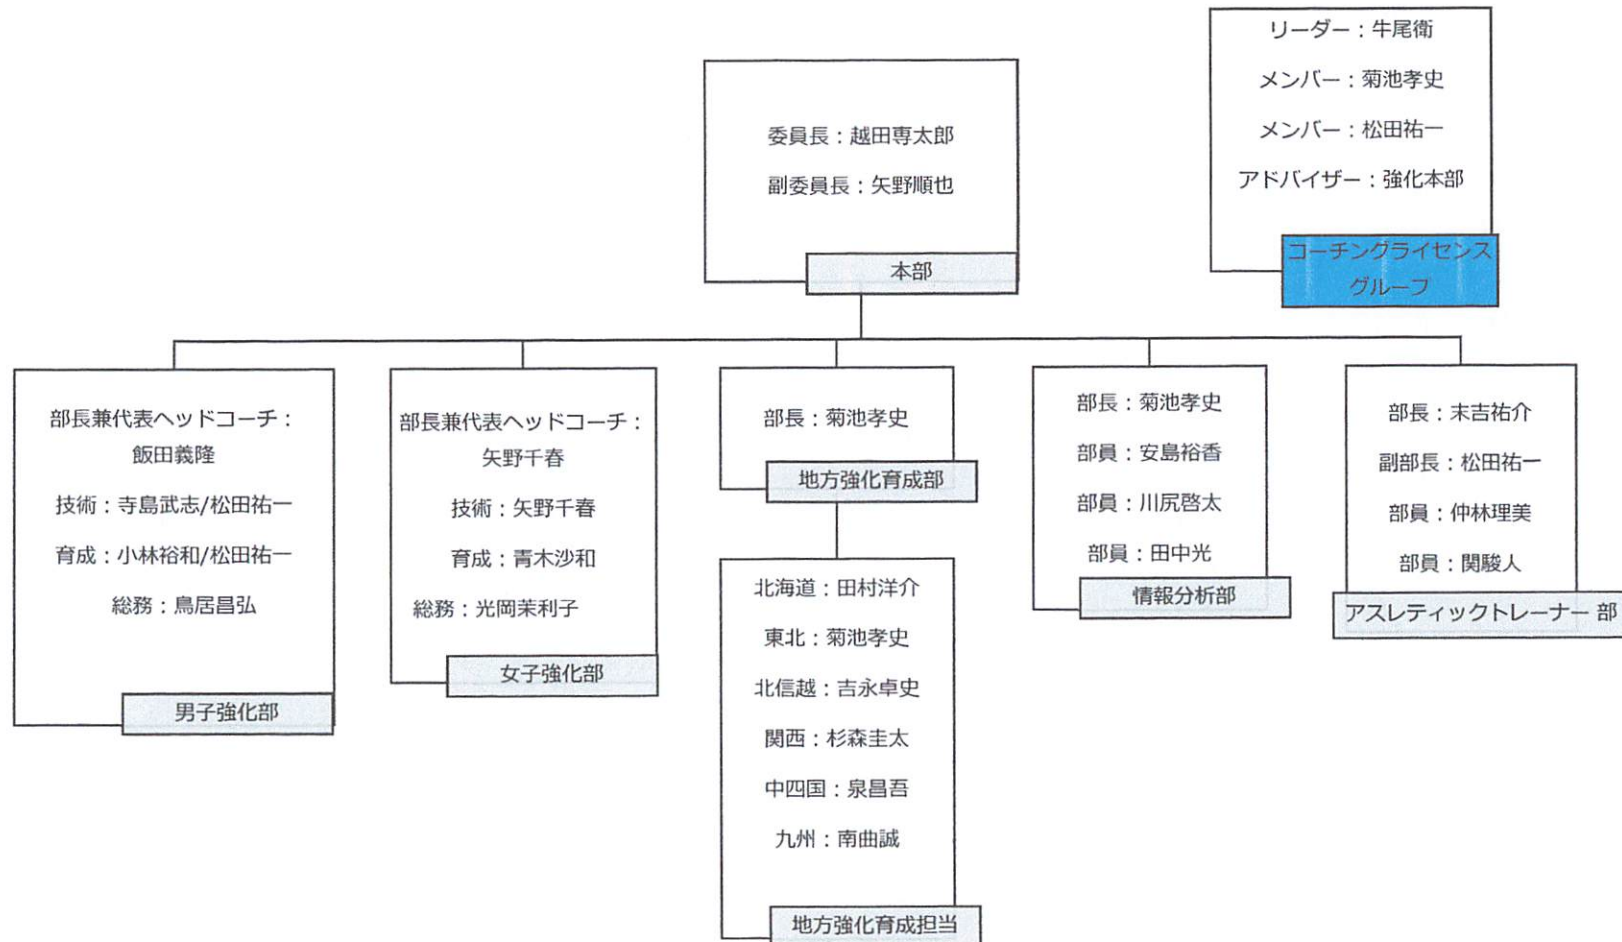 リーダー：牛尾衛
メンバー：菊池孝史
メンバー：松田祐一
アドバイザー：強化本部
コーチングライセンス
グループ
委員長：越田専太郎
副委員長：矢野順也
本部
部長兼代表ヘッドコーチ：
飯田義隆
技術：寺島武志/松田祐一
育成：小林裕和/松田祐一
総務：鳥居昌弘
男子強化部
部長兼代表ヘッドコーチ：
矢野千春
技術：矢野千春
育成：青木沙和
総務：光岡茉利子
女子強化部
部長：菊池孝史
地方強化育成部
北海道：田村洋介
東北：菊池孝史
北信越：吉永卓史
関西：杉森圭太
中四国：泉昌吾
九州：南曲誠
地方強化育成担当
部長：菊池孝史
部員：安島裕香
部員：川尻啓太
部員：田中光
情報分析部
部長：末吉祐介
副部長：松田祐一
部員：仲林理美
部員：関駿人
アスレティックトレーナー 部